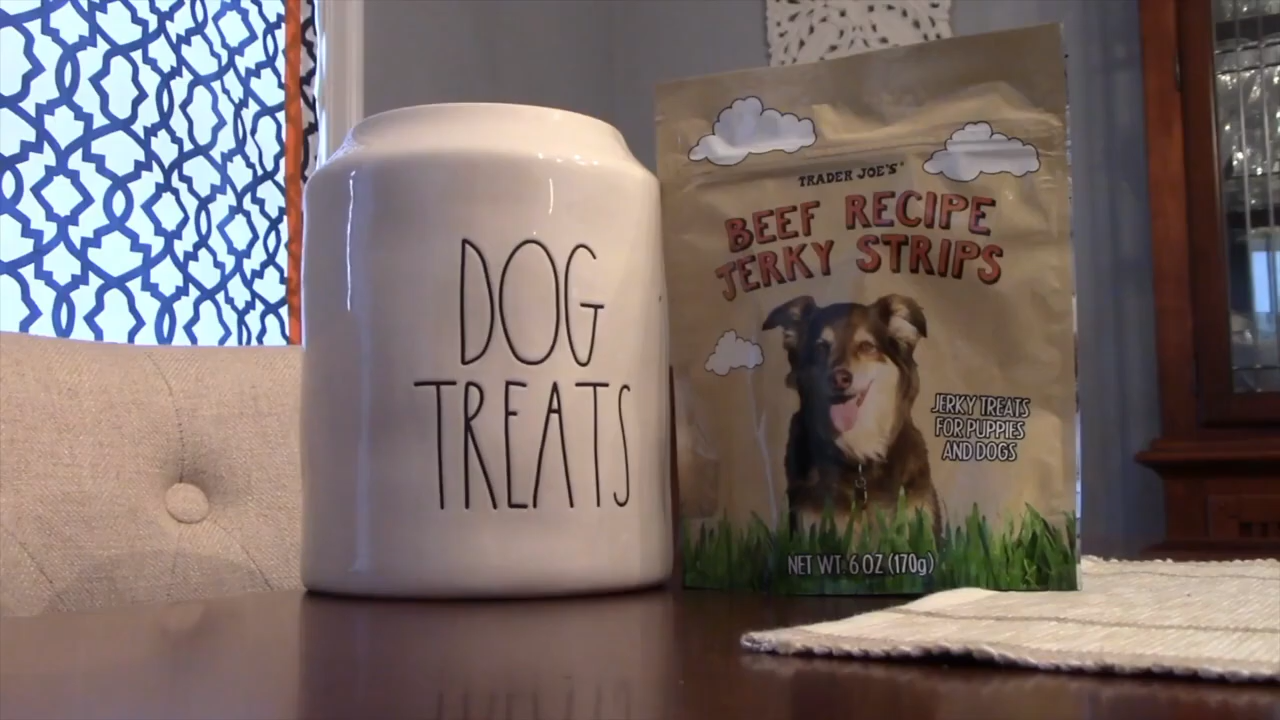 DOG
TREATS
TRADER JOE'S
BEEF RECIPE
JERKY STRIPS
JERKY TREATS
FOR PUPPIES
AND DOGS
NET WT. 6 OZ (170g)